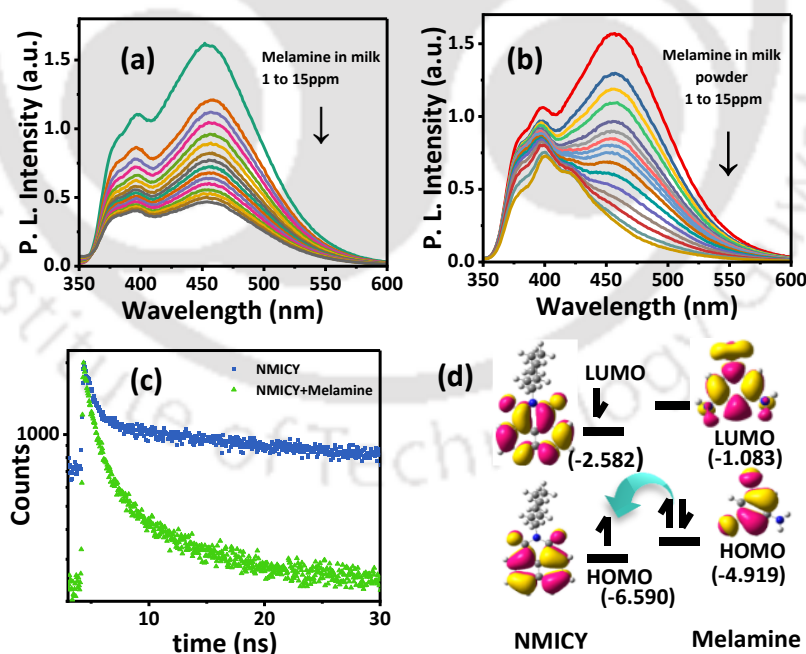 (a)
Melamine in milk
1 to 15ppm
P. L. Intensity (a.u.)
1.5
1.0
0.5
0.0
350 400 450 500 550 600
Wavelength (nm)
(b)
Melamine in milk
powder
1 to 15ppm
P. L. Intensity (a.u.)
1.5
1.0
0.5
0.0
350 400 450 500 550 600
Wavelength (nm)
(c)
NMICY
NMICY+Melamine
Counts
1000
10 20 30
time (ns)
(d)
LUMO
(-2.582)
LUMO
(-1.083)
HOMO
(-6.590)
HOMO
(-4.919)
NMICY Melamine